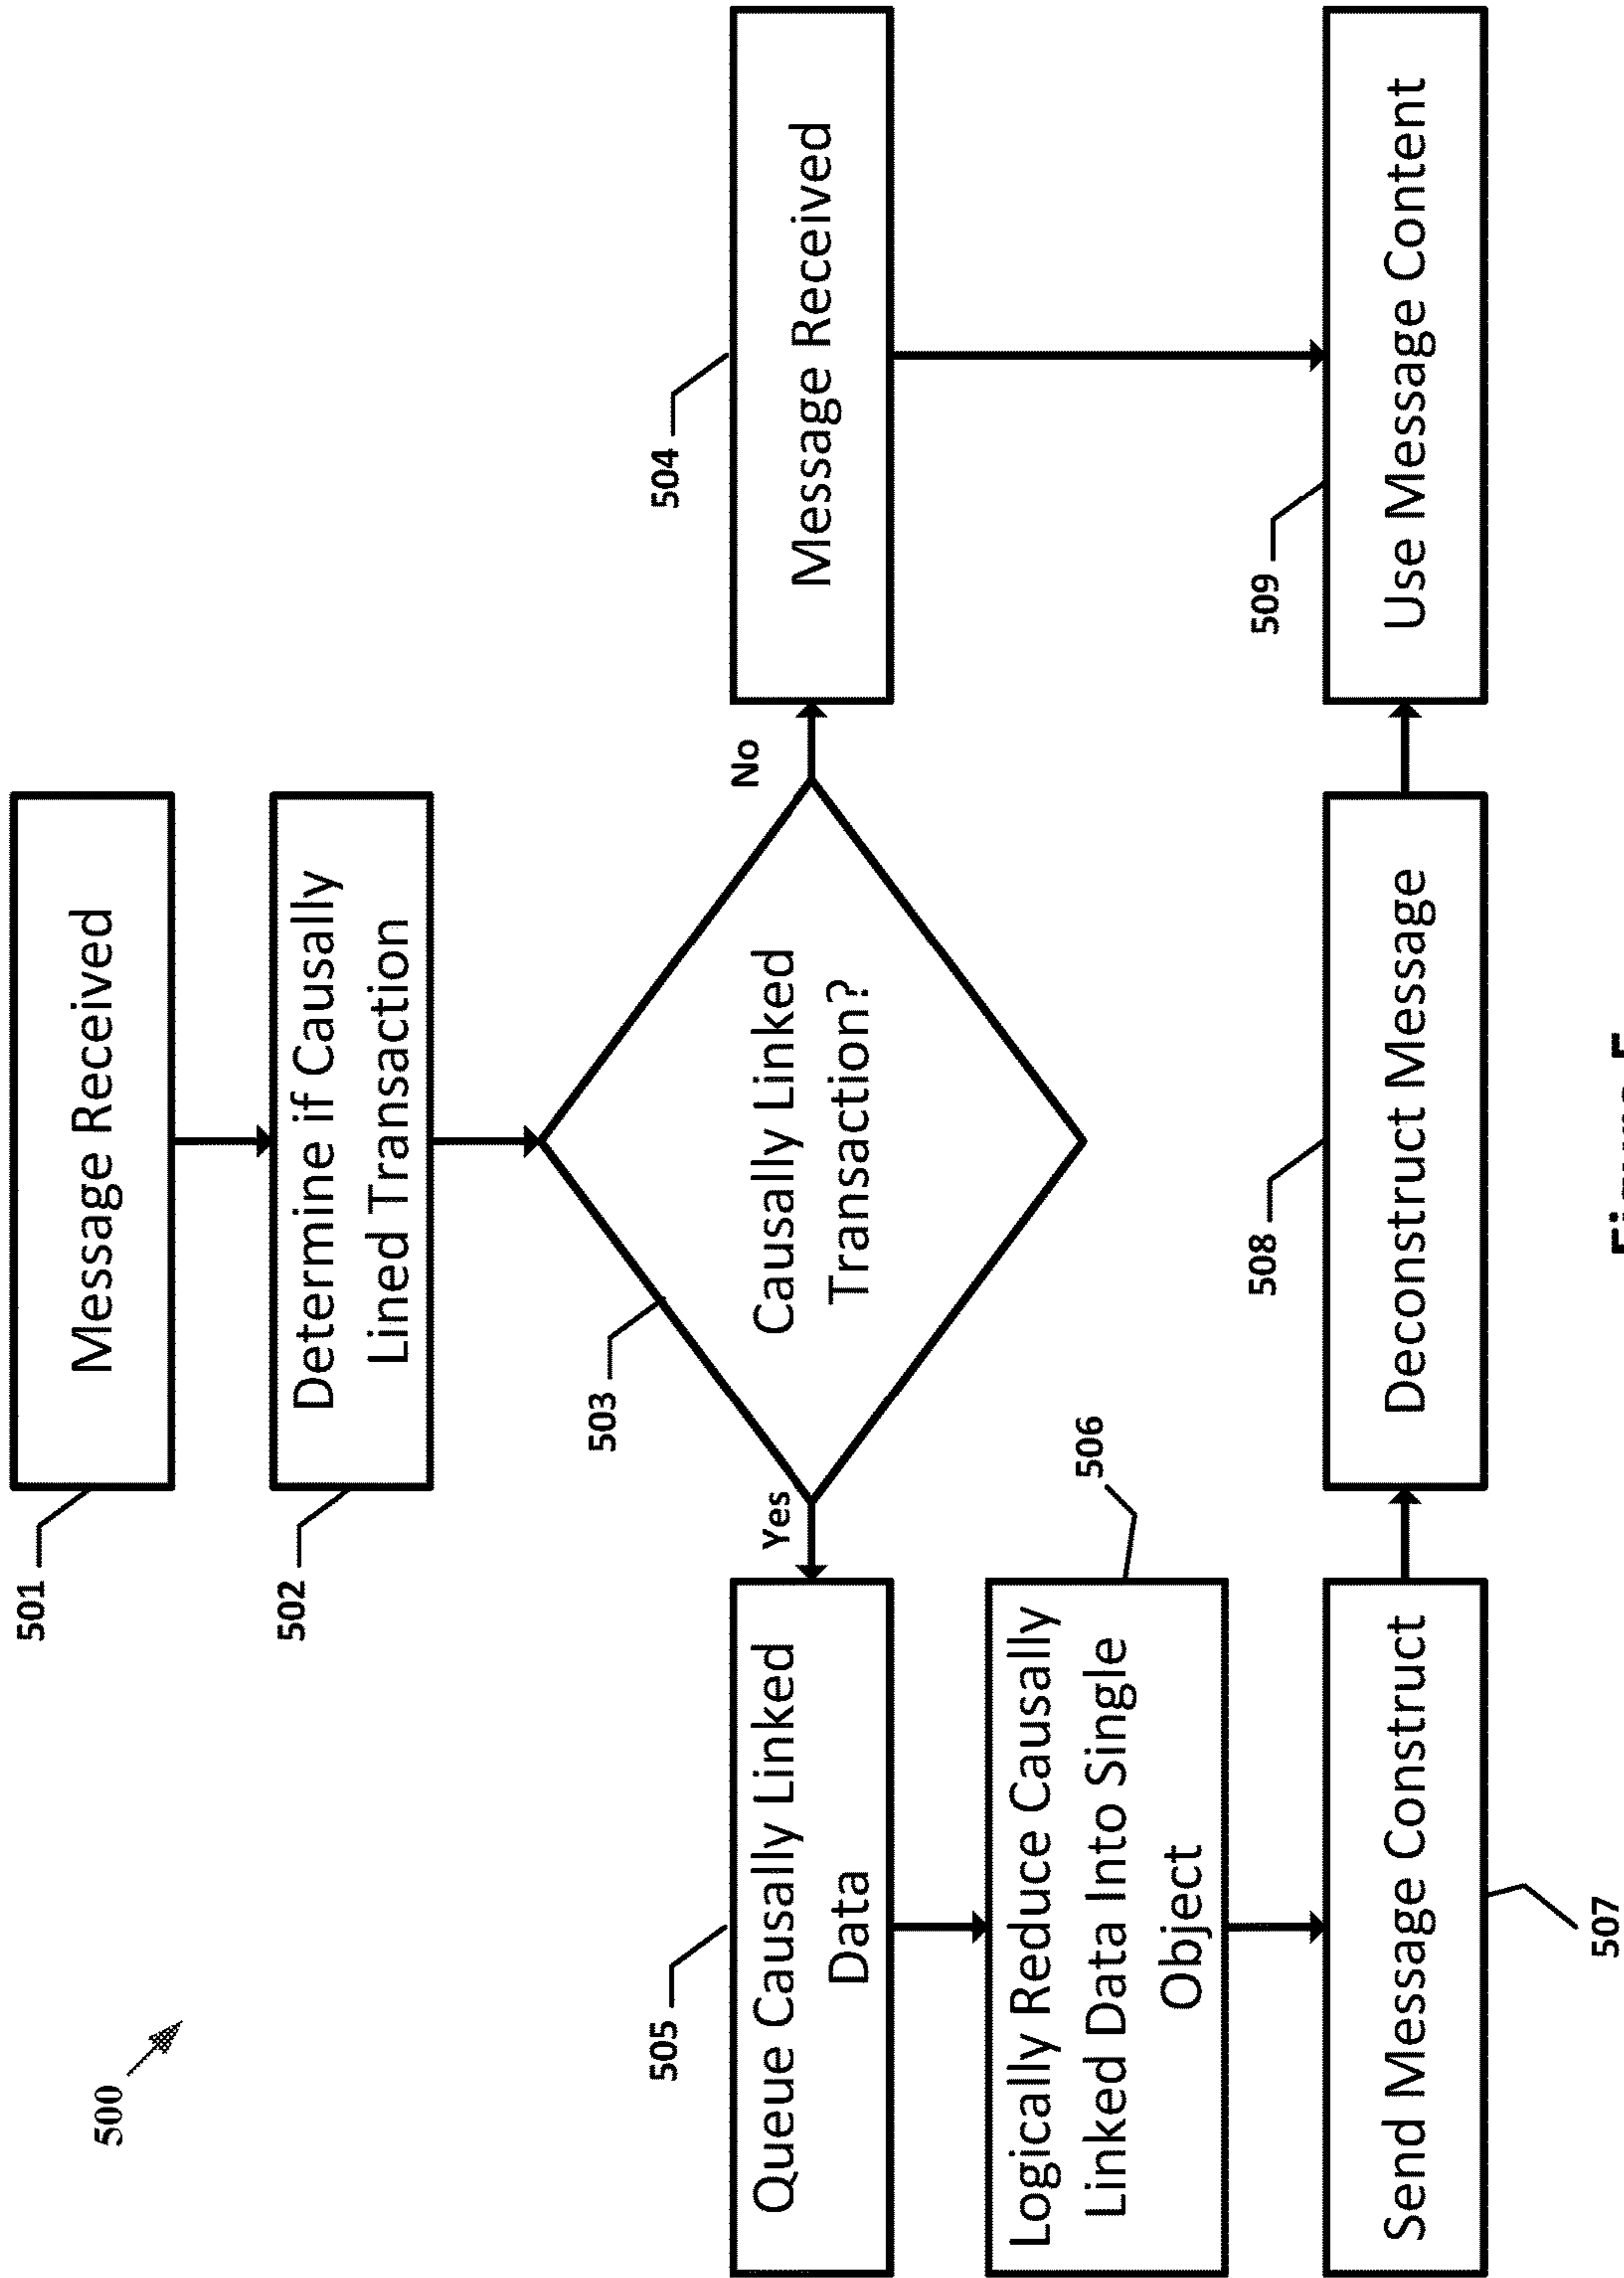 500
501
Message Received
502
Determine if Causally
Lined Transaction
503
Causally Linked
Transaction?
Yes
No
504
Message Received
505
Queue Causally Linked
Data
506
Logically Reduce Causally
Linked Data Into Single
Object
507
Send Message Construct
508
Deconstruct Message
509
Use Message Content